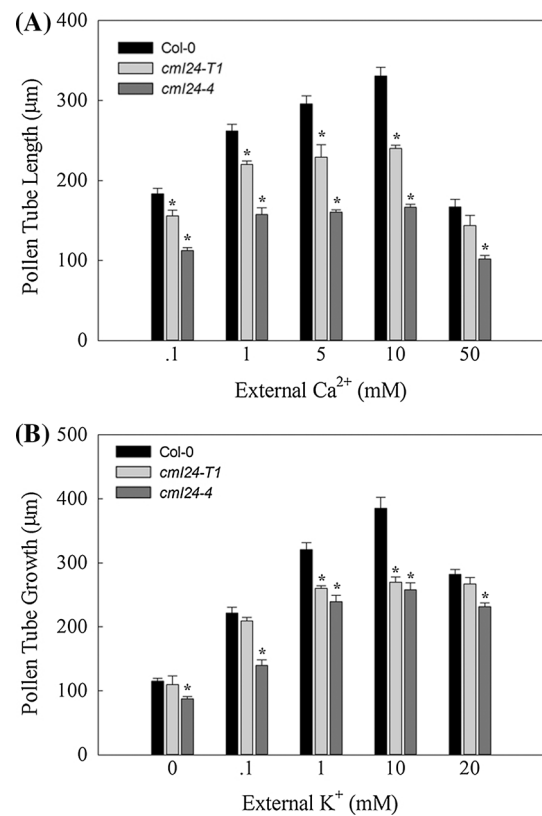 (A)
Col-0
cml24-T1
cml24-4
Pollen Tube Length (μm)
400
300
200
100
0
* * * * * * * * *
.1 1 5 10 50
External Ca²⁺ (mM)
(B)
Col-0
cml24-T1
cml24-4
Pollen Tube Growth (μm)
500
400
300
200
100
0
* * * * * * *
0 .1 1 10 20
External K⁺ (mM)